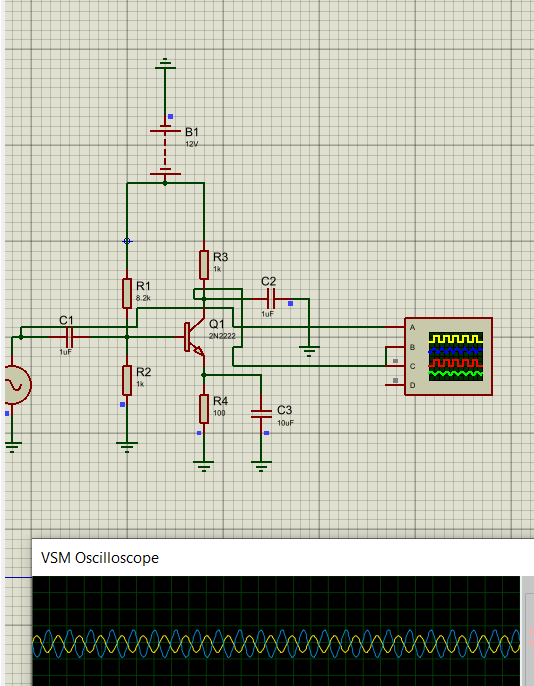 B1
12V
R3
1k
R1
8.2k
C2
1uF
C1
1uF
Q1
2N2222
A
B
C
D
R2
1k
R4
100
C3
10uF
VSM Oscilloscope